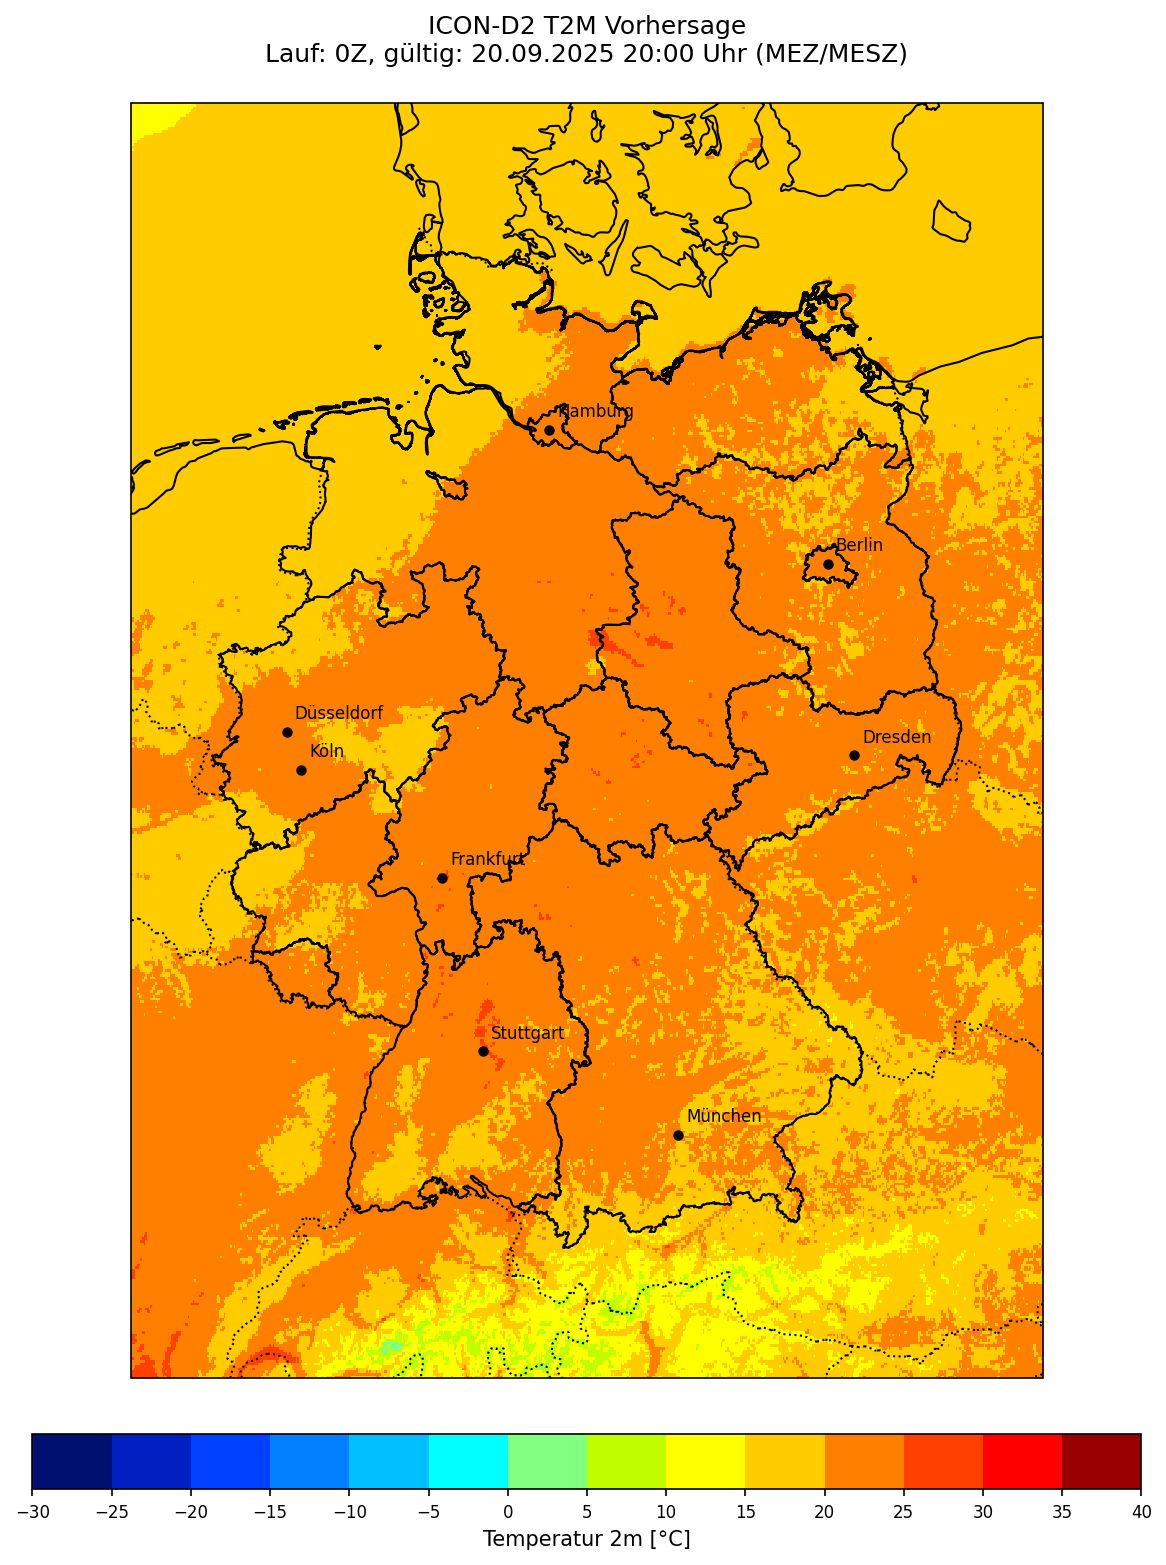 ICON-D2 T2M Vorhersage
Lauf: 0Z, gültig: 20.09.2025 20:00 Uhr (MEZ/MESZ)
Hamburg
Berlin
Düsseldorf
Köln
Dresden
Frankfurt
Stuttgart
München
−30 −25 −20 −15 −10 −5 0 5 10 15 20 25 30 35 40
Temperatur 2m [°C]